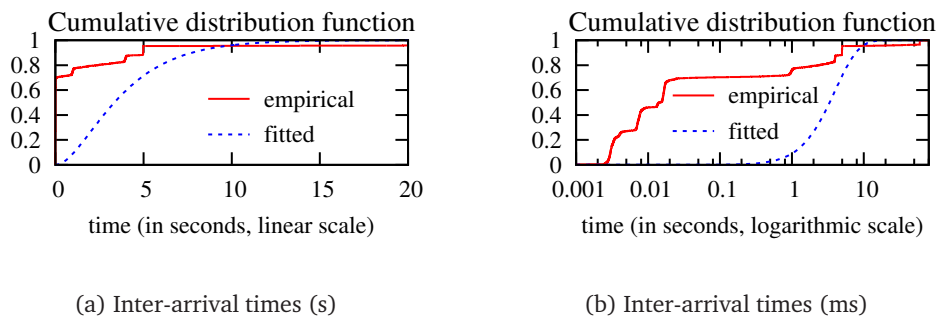 Cumulative distribution function
1
0.8
0.6
0.4
0.2
0
empirical
fitted
0 5 10 15 20
time (in seconds, linear scale)
(a) Inter-arrival times (s)
Cumulative distribution function
1
0.8
0.6
0.4
0.2
0
empirical
fitted
0.001 0.01 0.1 1 10
time (in seconds, logarithmic scale)
(b) Inter-arrival times (ms)